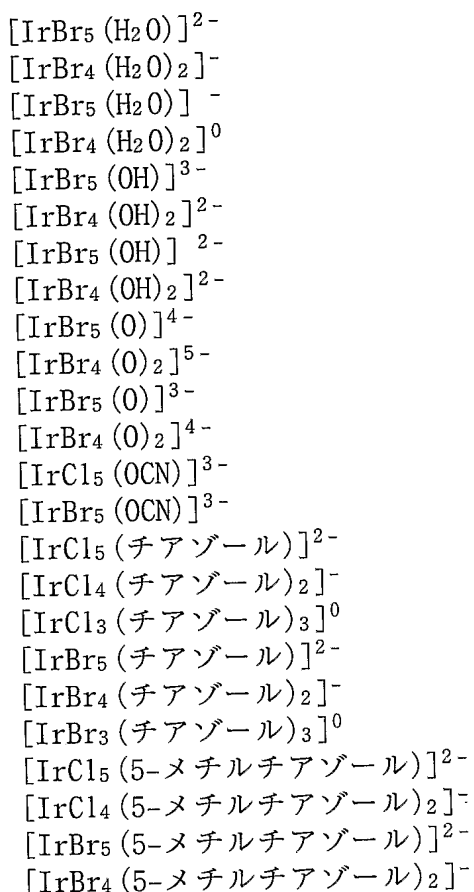 [IrBr₅(H₂O)]²⁻
[IrBr₄(H₂O)₂]⁻
[IrBr₅(H₂O)] ⁻
[IrBr₄(H₂O)₂]⁰
[IrBr₅(OH)]³⁻
[IrBr₄(OH)₂]²⁻
[IrBr₅(OH)] ²⁻
[IrBr₄(OH)₂]²⁻
[IrBr₅(O)]⁴⁻
[IrBr₄(O)₂]⁵⁻
[IrBr₅(O)]³⁻
[IrBr₄(O)₂]⁴⁻
[IrCl₅(OCN)]³⁻
[IrBr₅(OCN)]³⁻
[IrCl₅(チアゾール)]²⁻
[IrCl₄(チアゾール)₂]⁻
[IrCl₃(チアゾール)₃]⁰
[IrBr₅(チアゾール)]²⁻
[IrBr₄(チアゾール)₂]⁻
[IrBr₃(チアゾール)₃]⁰
[IrCl₅(5-メチルチアゾール)]²⁻
[IrCl₄(5-メチルチアゾール)₂]⁻
[IrBr₅(5-メチルチアゾール)]²⁻
[IrBr₄(5-メチルチアゾール)₂]⁻